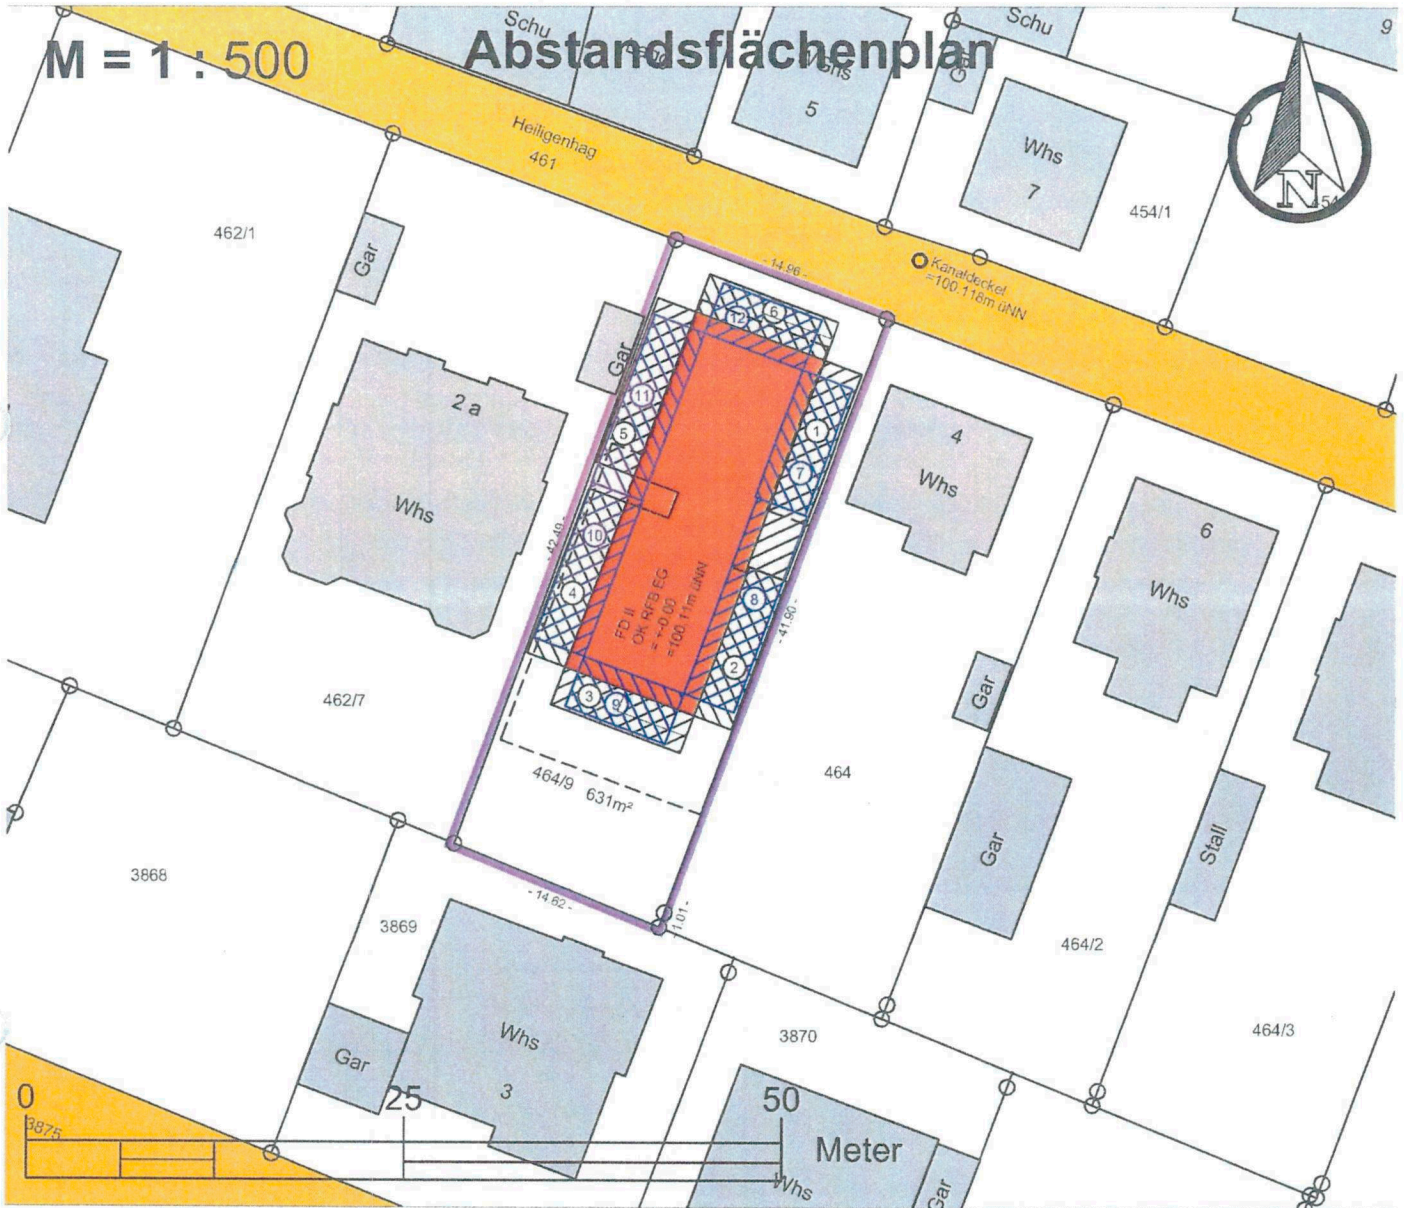 M = 1 : 500
Abstandsflächenplan
Schu
Schu
9
Whs
5
Whs
7
454/1
N
Heiligenhag
461
Kanaldeckel
=100.118m üNN
462/1
Gar
Gar
- 14.96 -
12
6
11
5
1
7
10
4
8
2
3
9
2 a
Whs
- 42.49 -
- 41.90 -
FD II
OK RFB EG
= +-0.00
=100.11m üNN
4
Whs
6
Whs
462/7
464/9 631m²
464
Gar
Gar
Stall
3868
3869
- 14.62 -
1.01 -
464/2
464/3
3870
Whs
3
Gar
0
25
50
Meter
3875
Whs
Gar